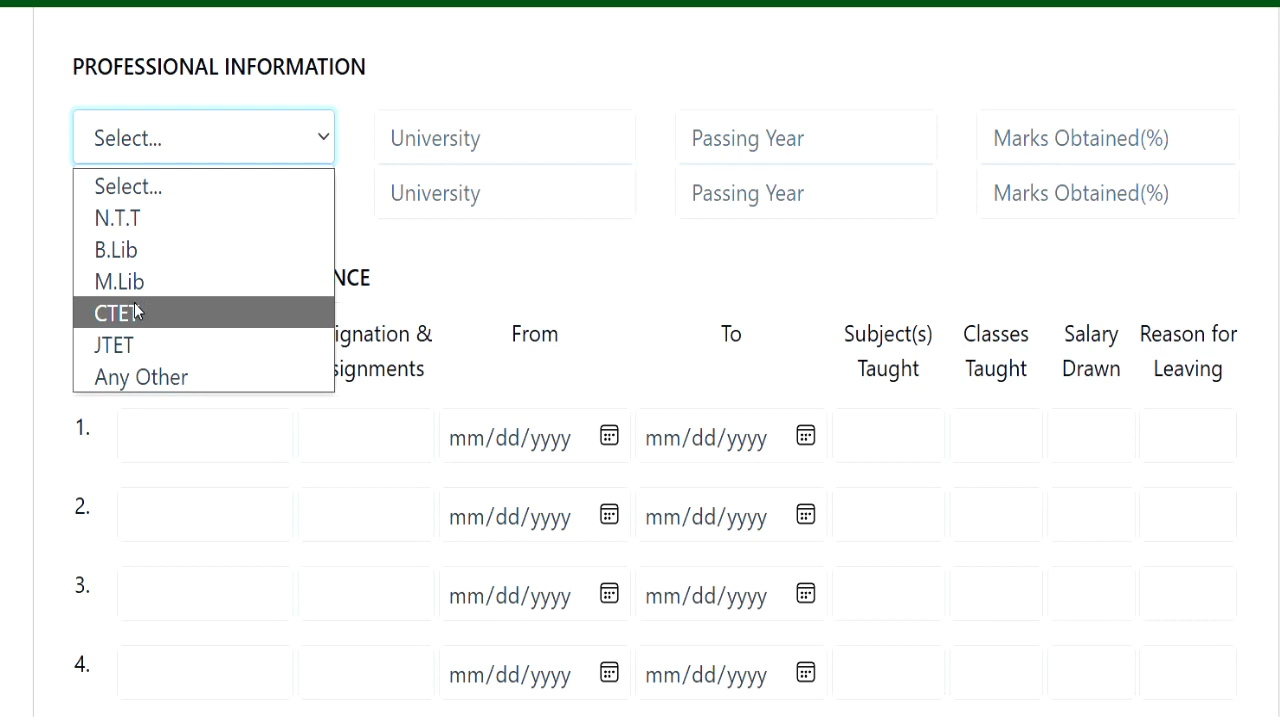 PROFESSIONAL INFORMATION
Select... University Passing Year Marks Obtained(%)
Select... University Passing Year Marks Obtained(%)
N.T.T
B.Lib
M.Lib
CTET
JTET
Any Other
NCE
ignation & From To Subject(s) Classes Salary Reason for
signments Taught Taught Drawn Leaving
1. mm/dd/yyyy mm/dd/yyyy
2. mm/dd/yyyy mm/dd/yyyy
3. mm/dd/yyyy mm/dd/yyyy
4. mm/dd/yyyy mm/dd/yyyy